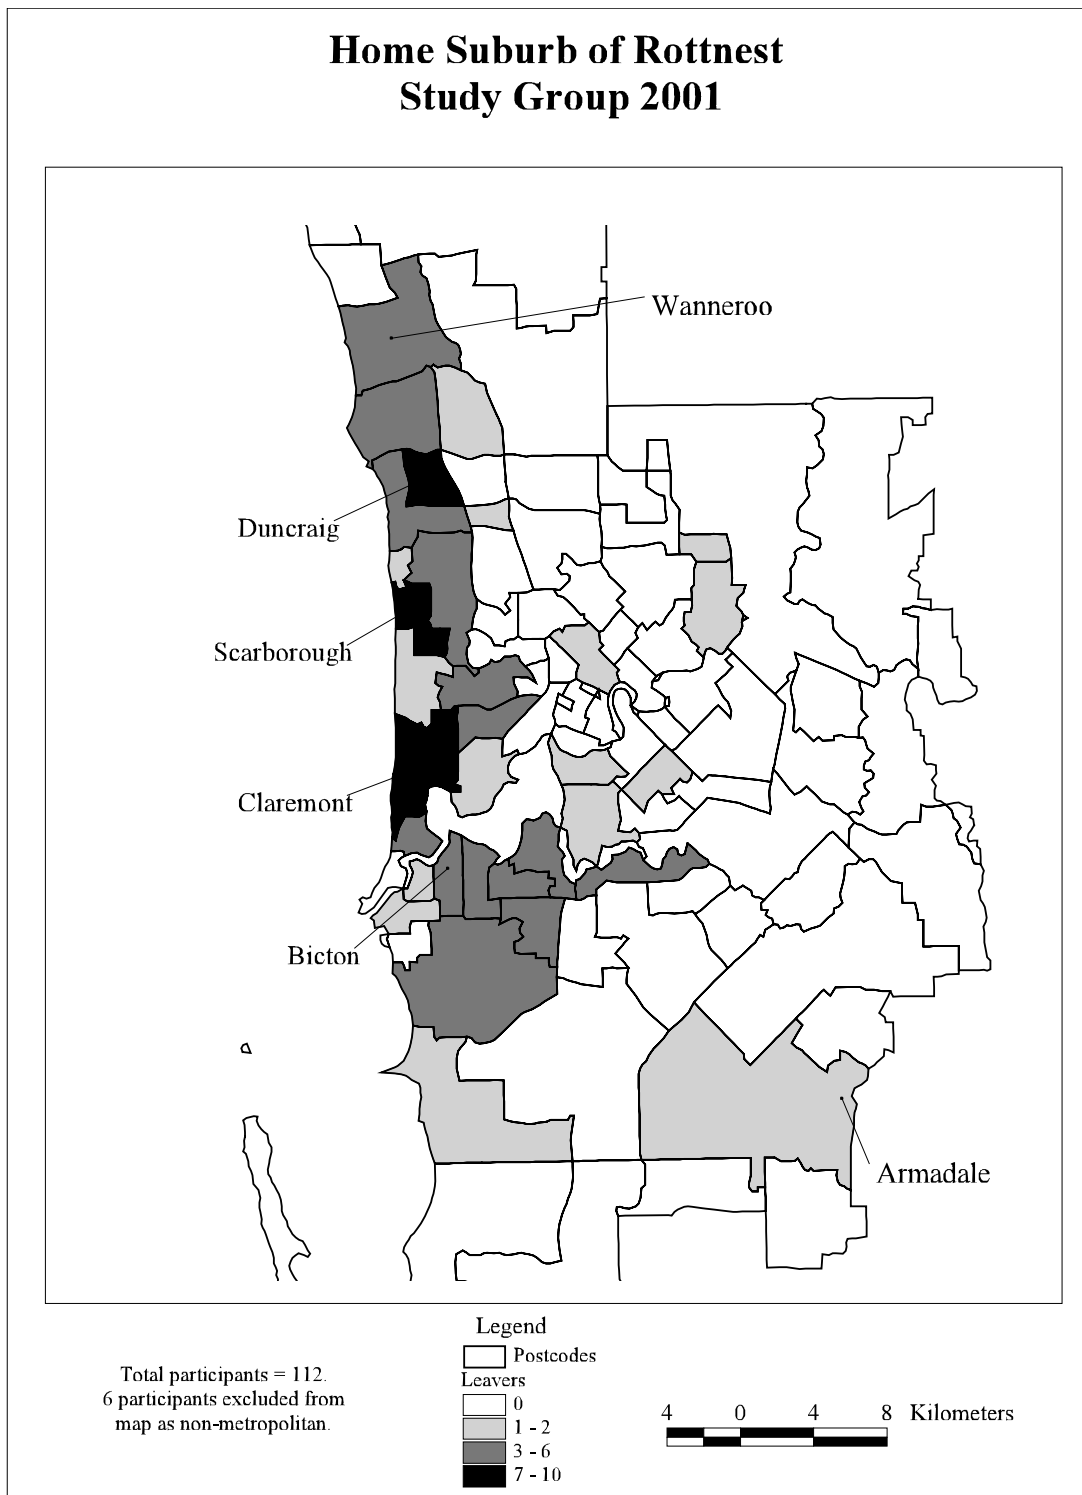 Home Suburb of Rottnest
Study Group 2001
Wanneroo
Duncraig
Scarborough
Claremont
Bicton
Armadale
Legend
Postcodes
Leavers
0
1 - 2
3 - 6
7 - 10
Total participants = 112.
6 participants excluded from
map as non-metropolitan.
4 0 4 8 Kilometers